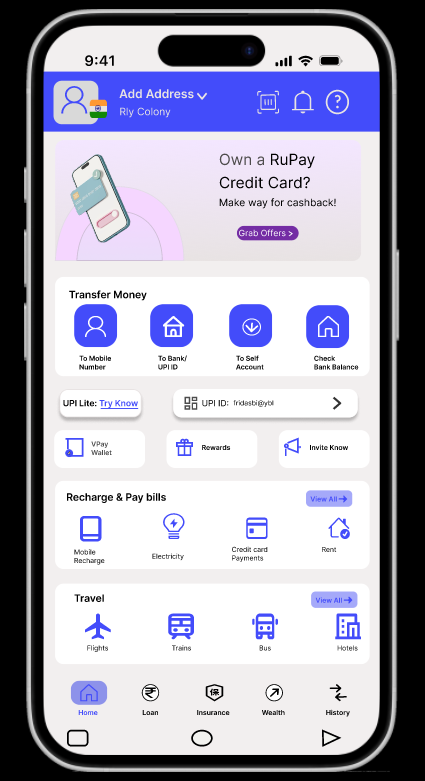 9:41
Add Address
Rly Colony
Own a RuPay
Credit Card?
Make way for cashback!
Grab Offers >
Transfer Money
To Mobile
Number
To Bank/
UPI ID
To Self
Account
Check
Bank Balance
UPI Lite: Try Know
UPI ID: fridasbi@ybl
VPay
Wallet
Rewards
Invite Know
Recharge & Pay bills
View All
Mobile
Recharge
Electricity
Credit card
Payments
Rent
Travel
View All
Flights
Trains
Bus
Hotels
₹
保
Home
Loan
Insurance
Wealth
History